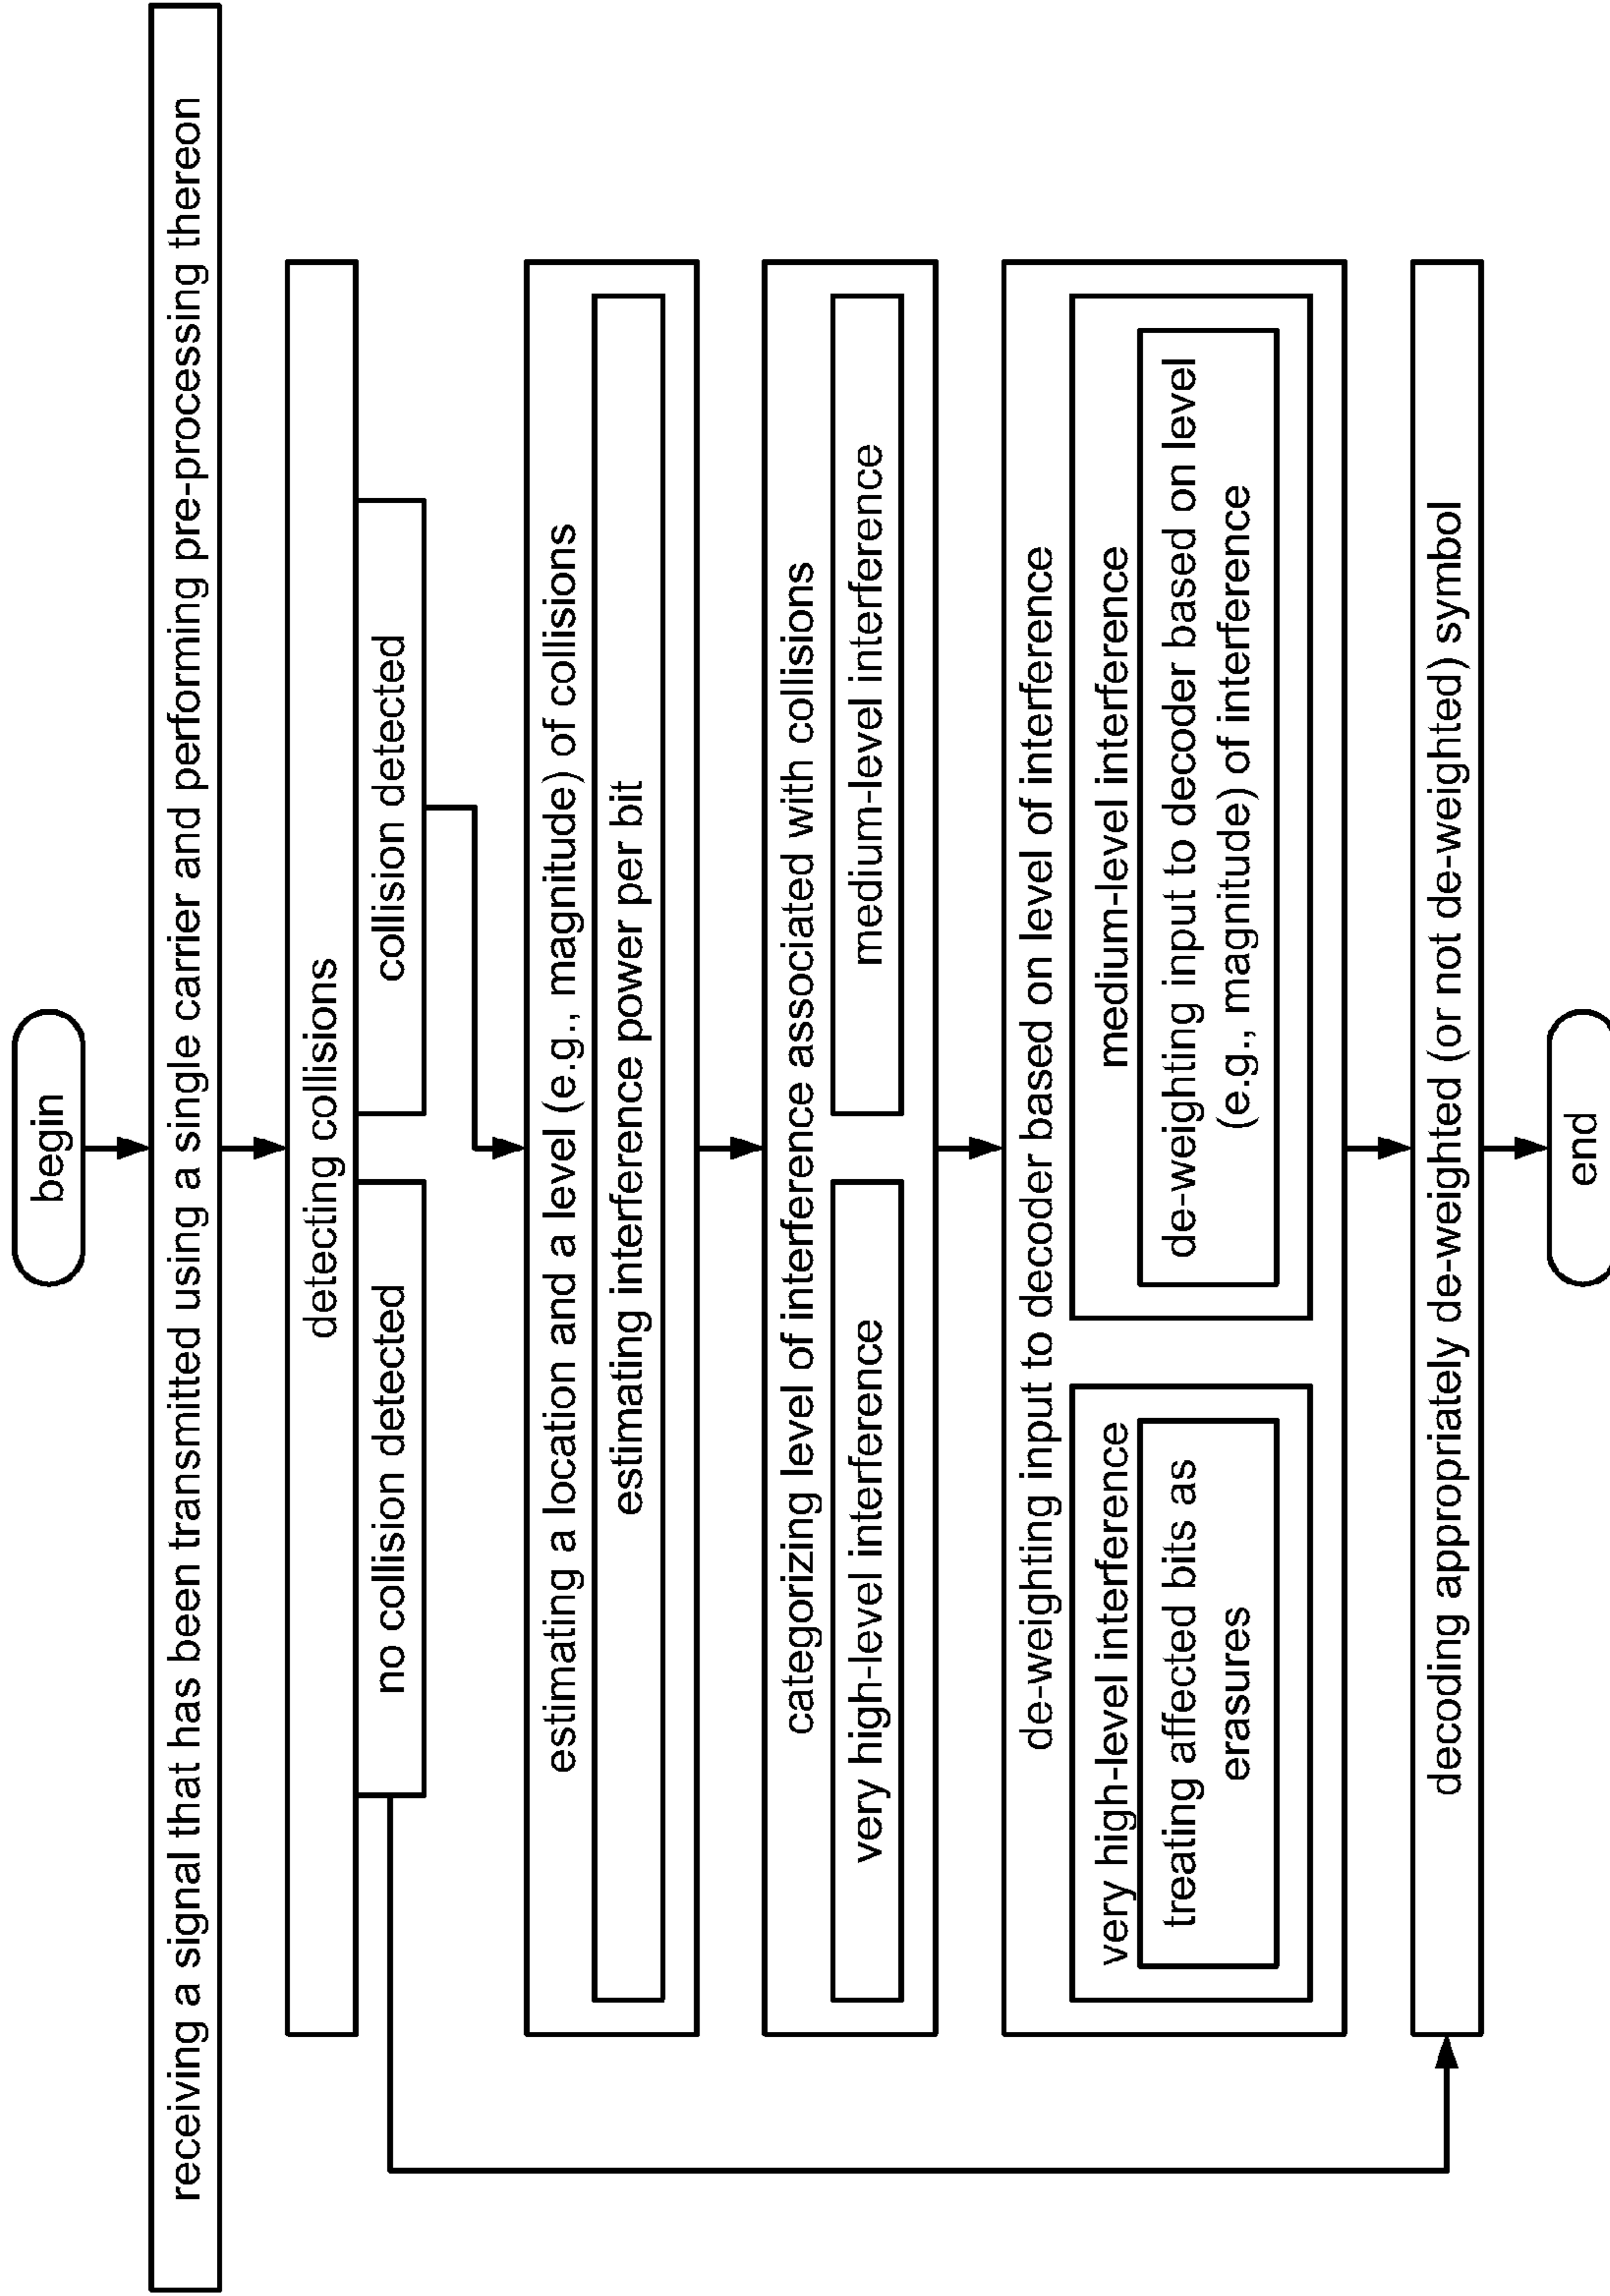 begin
receiving a signal that has been transmitted using a single carrier and performing pre-processing thereon
detecting collisions
no collision detected
collision detected
estimating a location and a level (e.g., magnitude) of collisions
estimating interference power per bit
categorizing level of interference associated with collisions
very high-level interference
medium-level interference
de-weighting input to decoder based on level of interference
very high-level interference
treating affected bits as
erasures
medium-level interference
de-weighting input to decoder based on level
(e.g., magnitude) of interference
decoding appropriately de-weighted (or not de-weighted) symbol
end